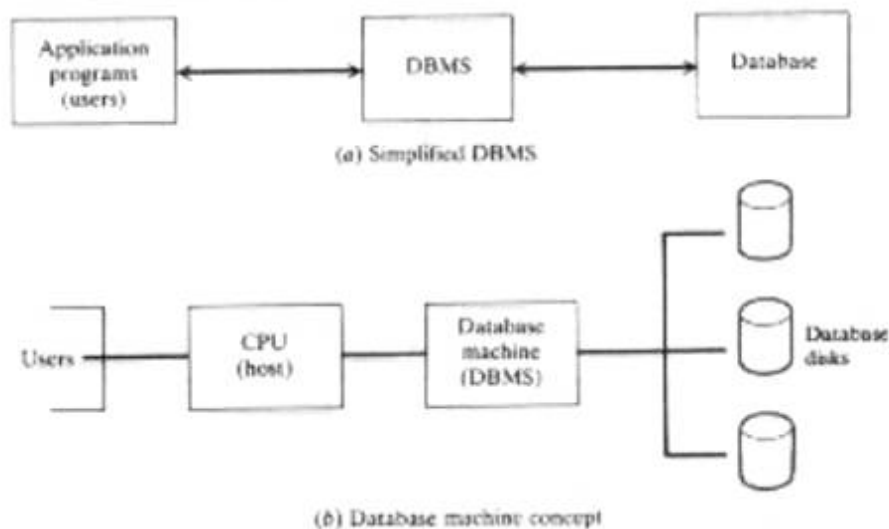 Application
programs
(users)
DBMS
Database
(a) Simplified DBMS
Users
CPU
(host)
Database
machine
(DBMS)
Database
disks
(b) Database machine concept